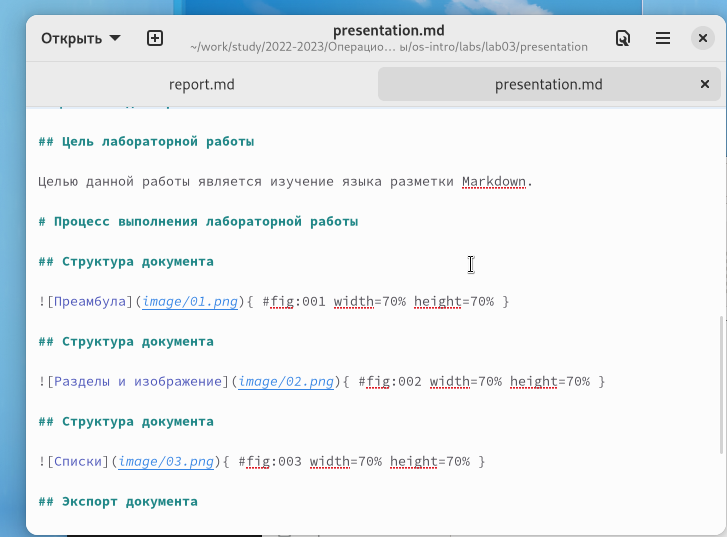 Открыть
presentation.md
~/work/study/2022-2023/Операцио… ы/os-intro/labs/lab03/presentation
report.md
presentation.md
## Цель лабораторной работы
Целью данной работы является изучение языка разметки Markdown.
# Процесс выполнения лабораторной работы
## Структура документа
![Преамбула](image/01.png){ #fig:001 width=70% height=70% }
## Структура документа
![Разделы и изображение](image/02.png){ #fig:002 width=70% height=70% }
## Структура документа
![Списки](image/03.png){ #fig:003 width=70% height=70% }
## Экспорт документа